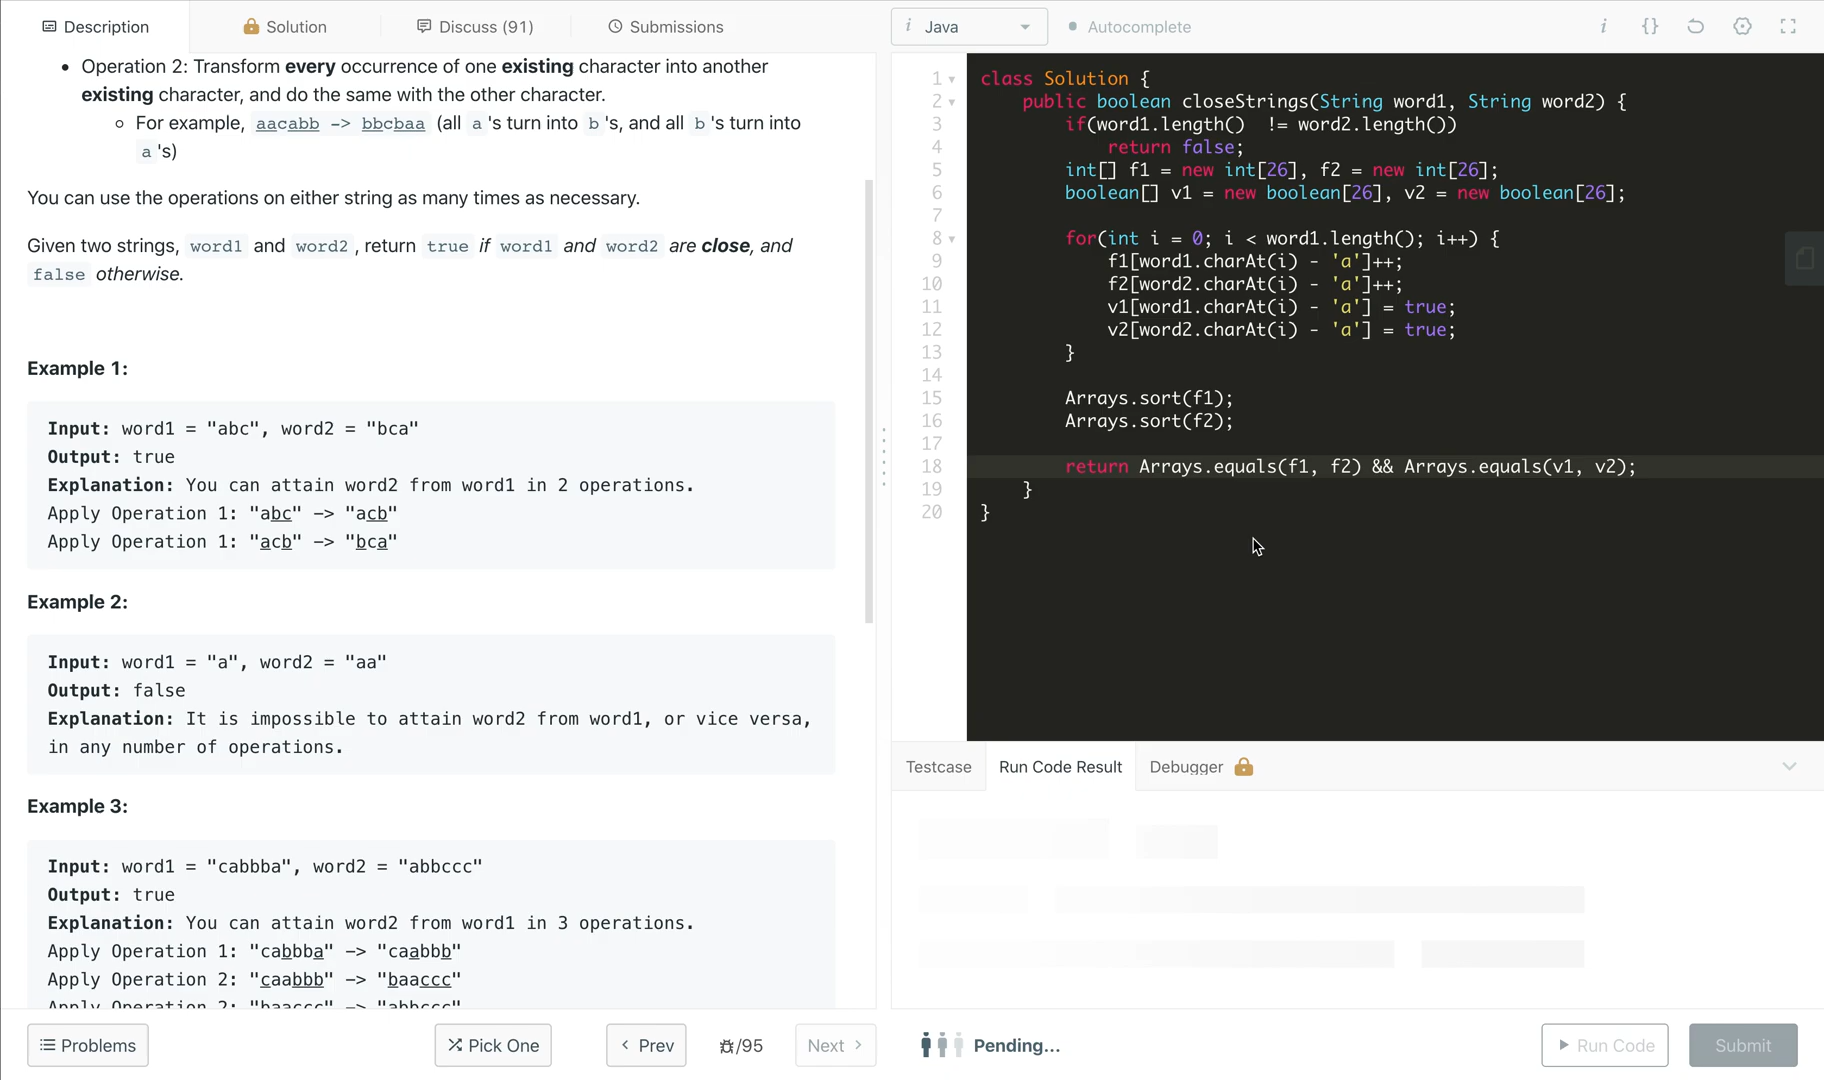 Description
Solution
Discuss (91)
Submissions
i Java
Autocomplete
i {}
• Operation 2: Transform every occurrence of one existing character into another
existing character, and do the same with the other character.
○ For example, aacabb -> bbcbaa (all a 's turn into b 's, and all b 's turn into
a 's)
You can use the operations on either string as many times as necessary.
Given two strings, word1 and word2 , return true if word1 and word2 are close, and
false otherwise.
Example 1:
Input: word1 = "abc", word2 = "bca"
Output: true
Explanation: You can attain word2 from word1 in 2 operations.
Apply Operation 1: "abc" -> "acb"
Apply Operation 1: "acb" -> "bca"
Example 2:
Input: word1 = "a", word2 = "aa"
Output: false
Explanation: It is impossible to attain word2 from word1, or vice versa,
in any number of operations.
Example 3:
Input: word1 = "cabbba", word2 = "abbccc"
Output: true
Explanation: You can attain word2 from word1 in 3 operations.
Apply Operation 1: "cabbba" -> "caabbb"
Apply Operation 2: "caabbb" -> "baaccc"
Apply Operation 2: "baaccc" -> "abbccc"
1 class Solution {
2 public boolean closeStrings(String word1, String word2) {
3 if(word1.length()  != word2.length())
4 return false;
5 int[] f1 = new int[26], f2 = new int[26];
6 boolean[] v1 = new boolean[26], v2 = new boolean[26];
7
8 for(int i = 0; i < word1.length(); i++) {
9 f1[word1.charAt(i) - 'a']++;
10 f2[word2.charAt(i) - 'a']++;
11 v1[word1.charAt(i) - 'a'] = true;
12 v2[word2.charAt(i) - 'a'] = true;
13 }
14
15 Arrays.sort(f1);
16 Arrays.sort(f2);
17
18 return Arrays.equals(f1, f2) && Arrays.equals(v1, v2);
19 }
20 }
Testcase
Run Code Result
Debugger
Problems
Pick One
Prev
/95
Next
Pending...
Run Code
Submit